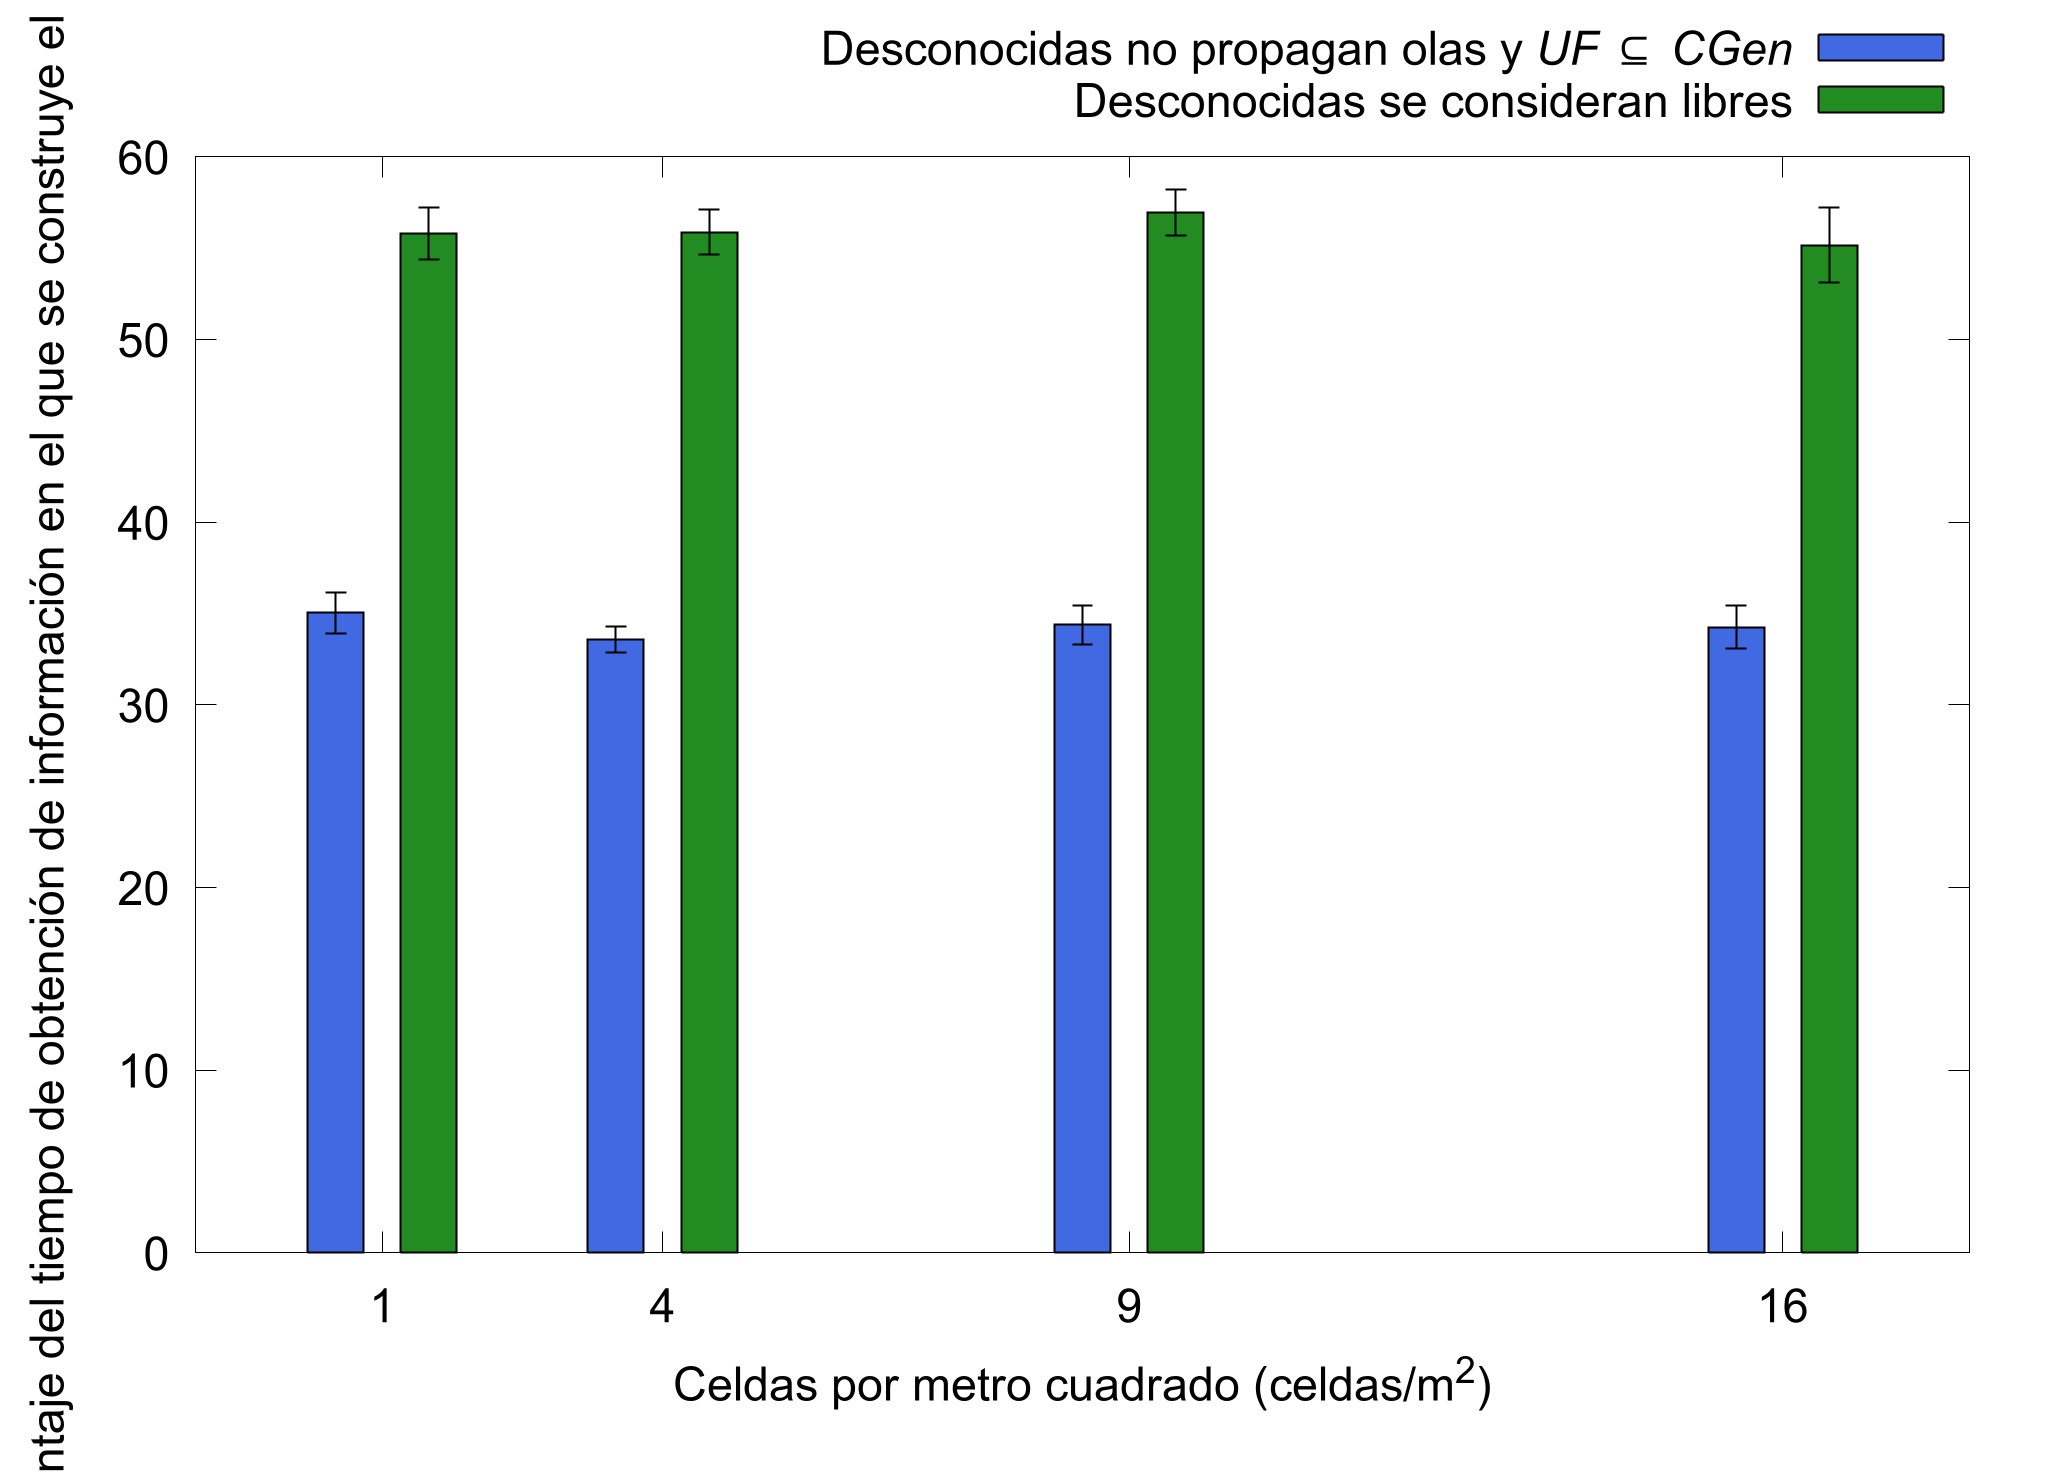 Desconocidas no propagan olas y UF ⊆ CGen
Desconocidas se consideran libres
ntaje del tiempo de obtención de información en el que se construye el
60
50
40
30
20
10
0
1 4 9 16
Celdas por metro cuadrado (celdas/m²)